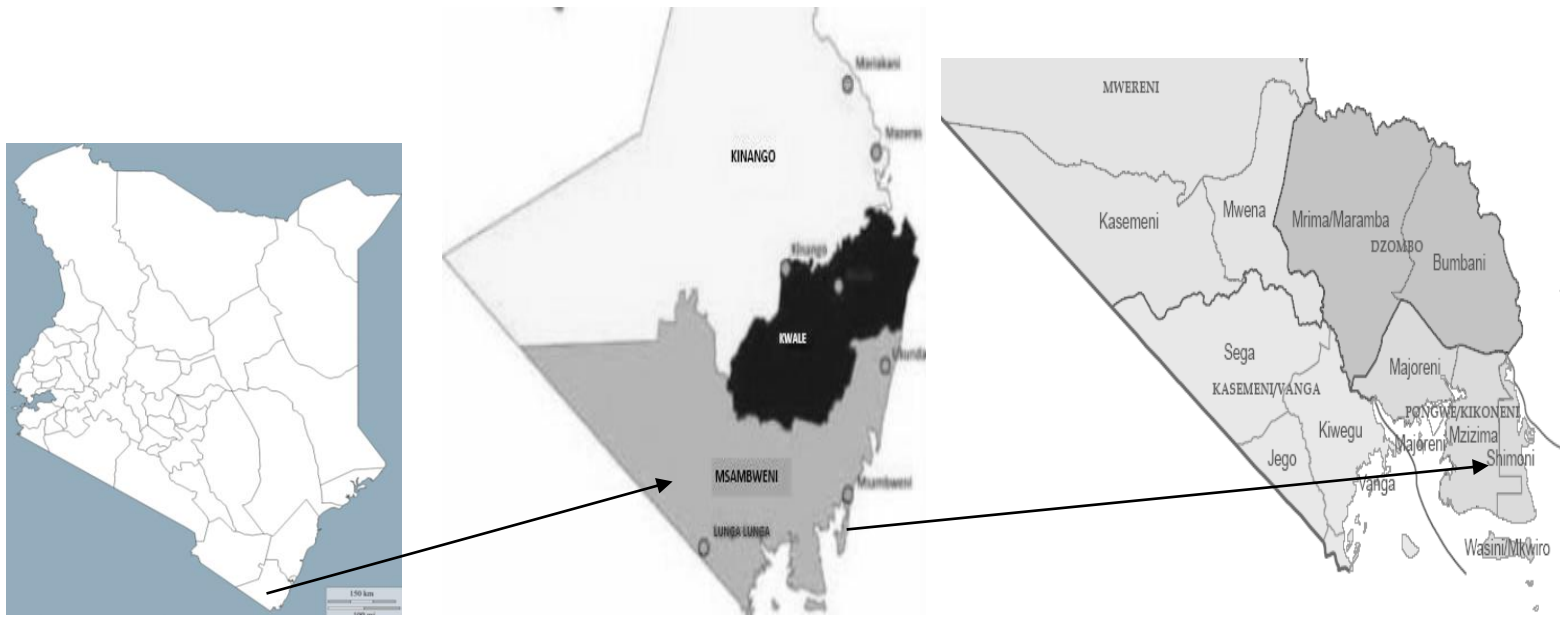 150 km
Mariakani
Mazeras
KINANGO
Kinango
KWALE
MSAMBWENI
Msambweni
LUNGA LUNGA
MWERENI
Kasemeni
Mwena
Mrima/Maramba
DZOMBO
Bumbani
Sega
KASEMENI/VANGA
Majoreni
PONGWE/KIKONENI
Kiwegu
Majoreni
Mzizima
Jego
Shimoni
Vanga
Wasini/Mkwiro